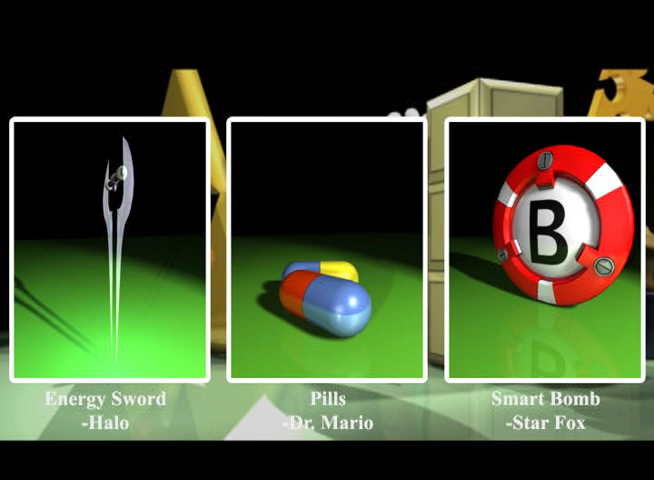 B
Energy Sword
-Halo
Pills
-Dr. Mario
Smart Bomb
-Star Fox